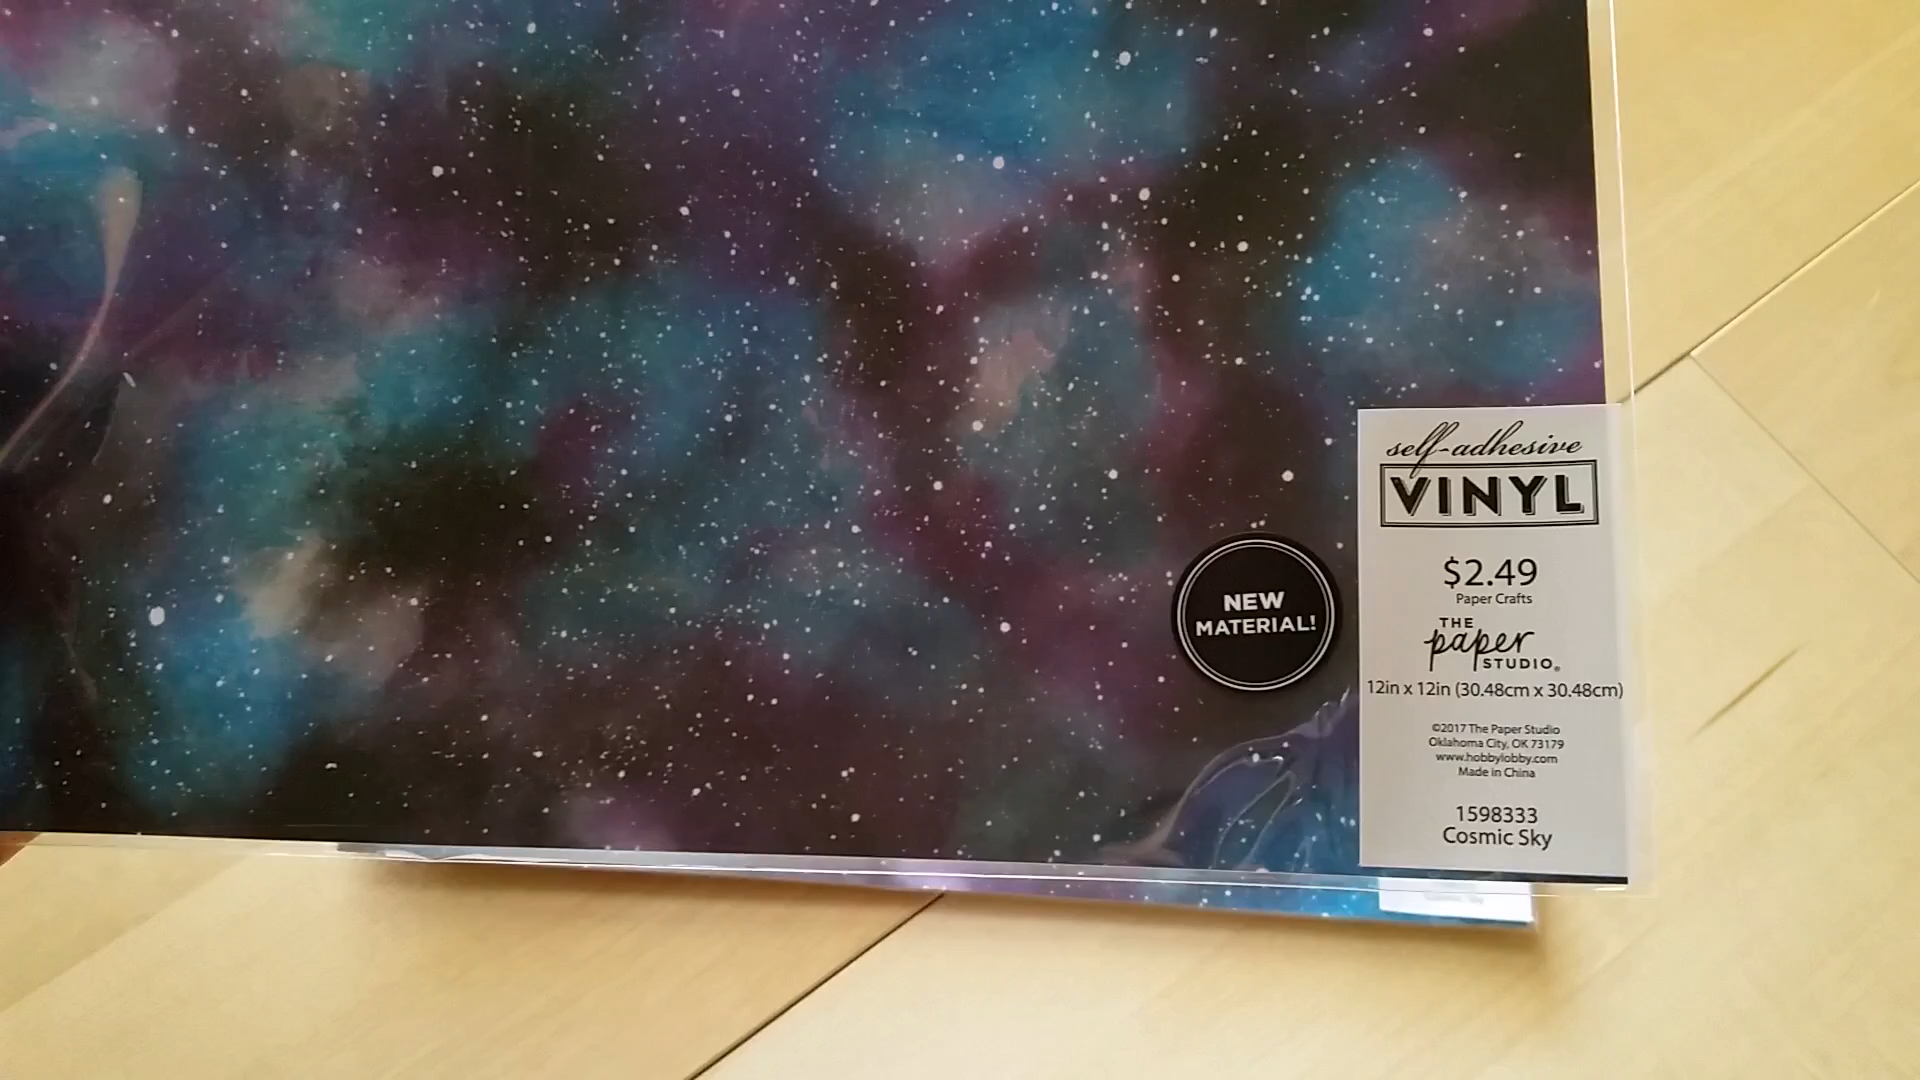 self-adhesive
VINYL
$2.49
Paper Crafts
THE
paper
STUDIO®
12in x 12in (30.48cm x 30.48cm)
©2017 The Paper Studio
Oklahoma City, OK 73179
www.hobbylobby.com
Made in China
1598333
Cosmic Sky
NEW
MATERIAL!